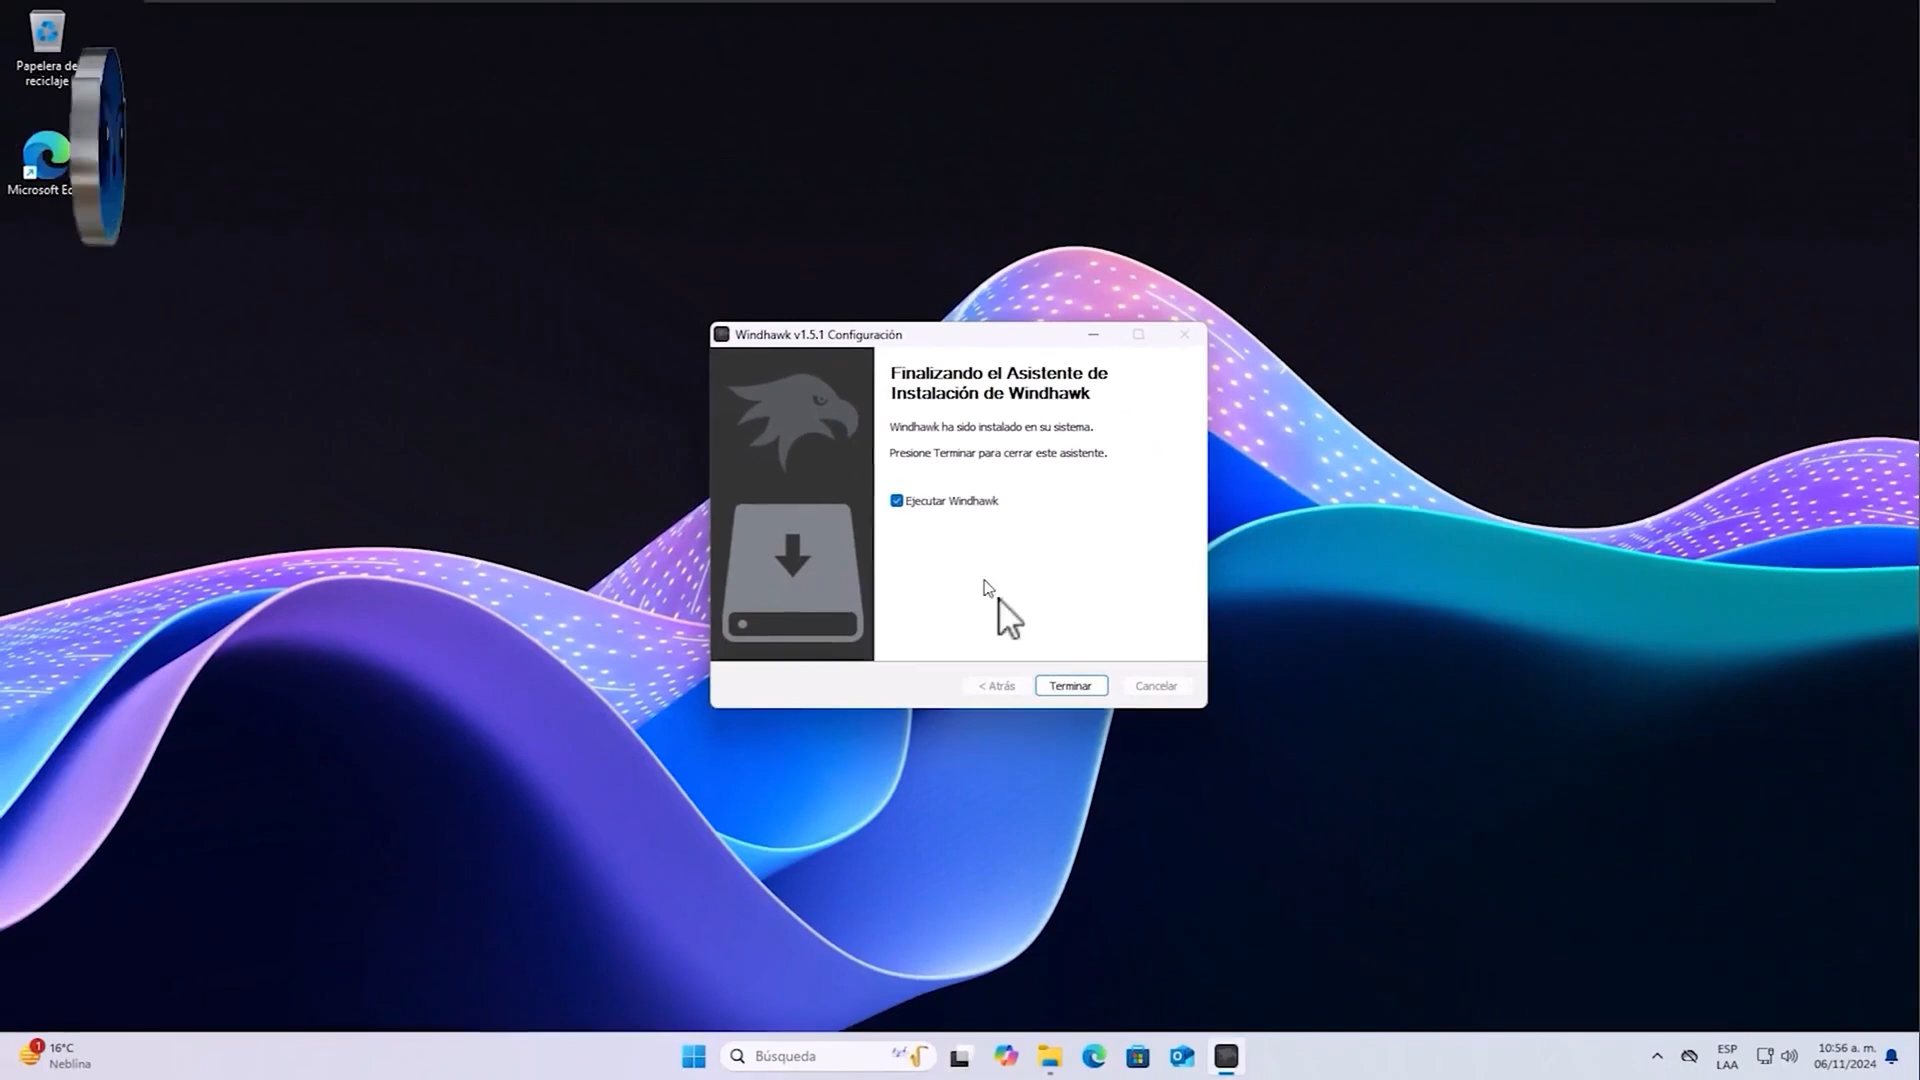 Papelera de
reciclaje
Microsoft Ed
Windhawk v1.5.1 Configuración
Finalizando el Asistente de
Instalación de Windhawk
Windhawk ha sido instalado en su sistema.
Presione Terminar para cerrar este asistente.
Ejecutar Windhawk
< Atrás
Terminar
Cancelar
1
16°C
Neblina
Búsqueda
ESP
LAA
10:56 a. m.
06/11/2024